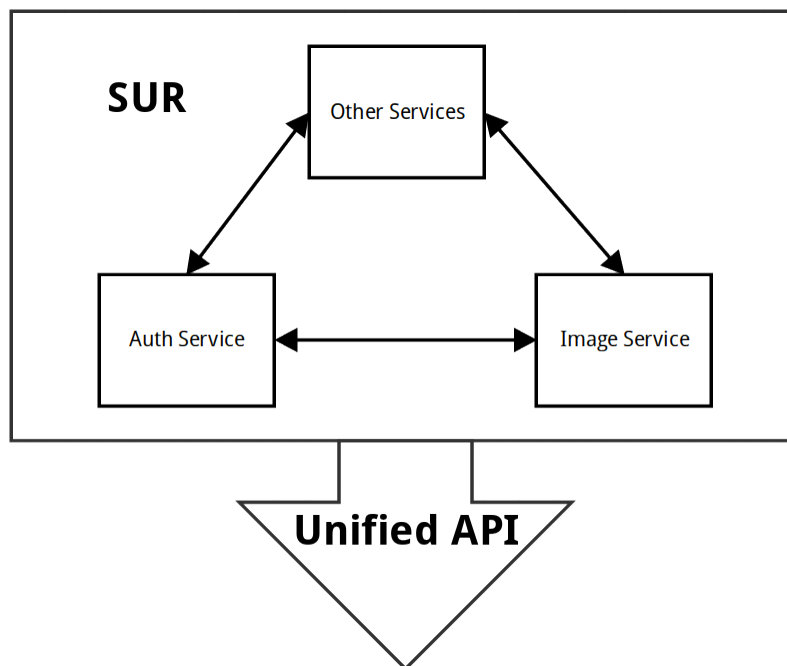 SUR
Other Services
Auth Service
Image Service
Unified API